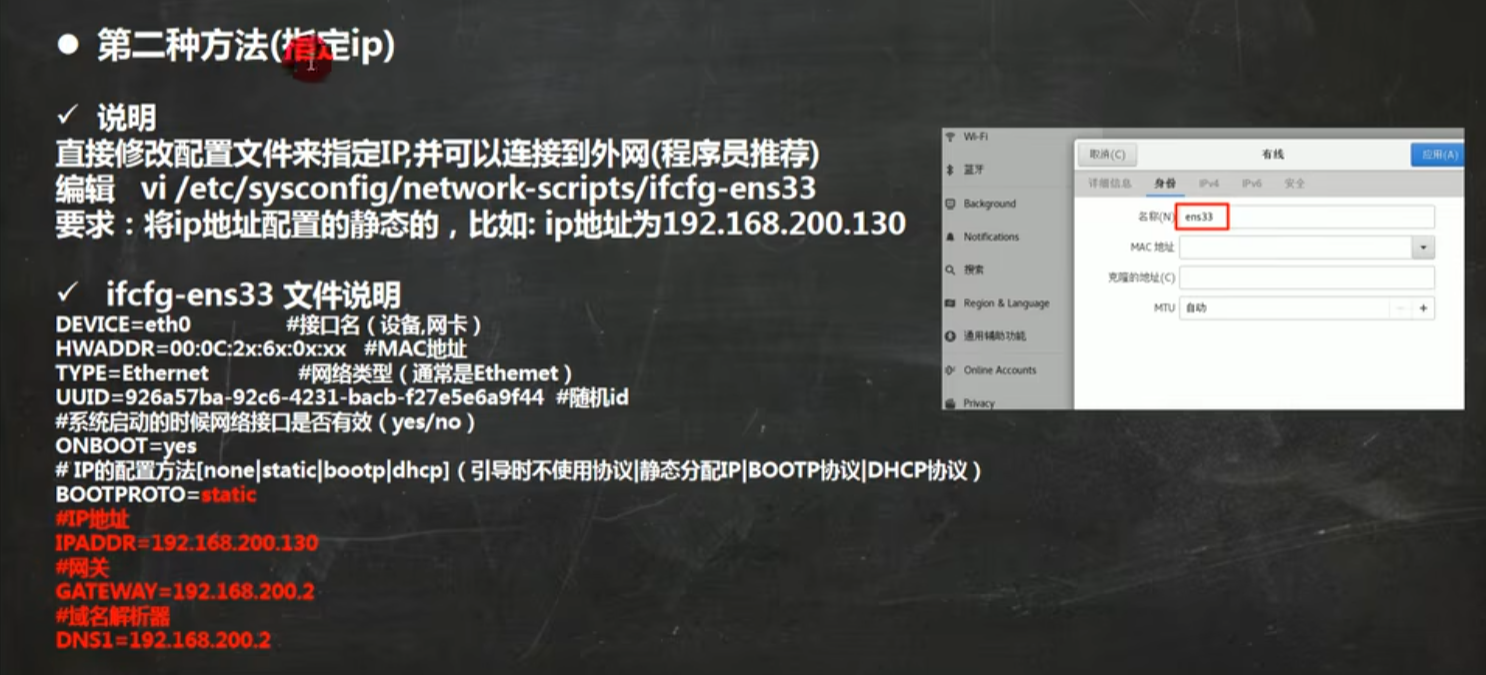 第二种方法(指定ip)
说明
直接修改配置文件来指定IP,并可以连接到外网(程序员推荐)
编辑 vi /etc/sysconfig/network-scripts/ifcfg-ens33
要求：将ip地址配置的静态的，比如: ip地址为192.168.200.130
ifcfg-ens33 文件说明
DEVICE=eth0 #接口名（设备,网卡）
HWADDR=00:0C:2x:6x:0x:xx #MAC地址
TYPE=Ethernet #网络类型（通常是Ethemet）
UUID=926a57ba-92c6-4231-bacb-f27e5e6a9f44 #随机id
#系统启动的时候网络接口是否有效（yes/no）
ONBOOT=yes
# IP的配置方法[none|static|bootp|dhcp]（引导时不使用协议|静态分配IP|BOOTP协议|DHCP协议）
BOOTPROTO=static
#IP地址
IPADDR=192.168.200.130
#网关
GATEWAY=192.168.200.2
#域名解析器
DNS1=192.168.200.2
Wi-Fi
蓝牙
Background
Notifications
搜索
Region & Language
通用辅助功能
Online Accounts
Privacy
取消(C) 有线 应用(A)
详细信息 身份 IPv4 IPv6 安全
名称(N) ens33
MAC 地址
克隆的地址(C)
MTU 自动 － +